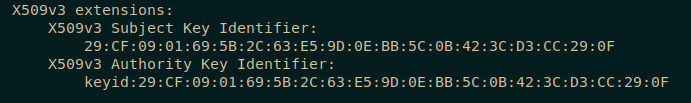 X509v3 extensions:
X509v3 Subject Key Identifier:
29:CF:09:01:69:5B:2C:63:E5:9D:0E:BB:5C:0B:42:3C:D3:CC:29:0F
X509v3 Authority Key Identifier:
keyid:29:CF:09:01:69:5B:2C:63:E5:9D:0E:BB:5C:0B:42:3C:D3:CC:29:0F